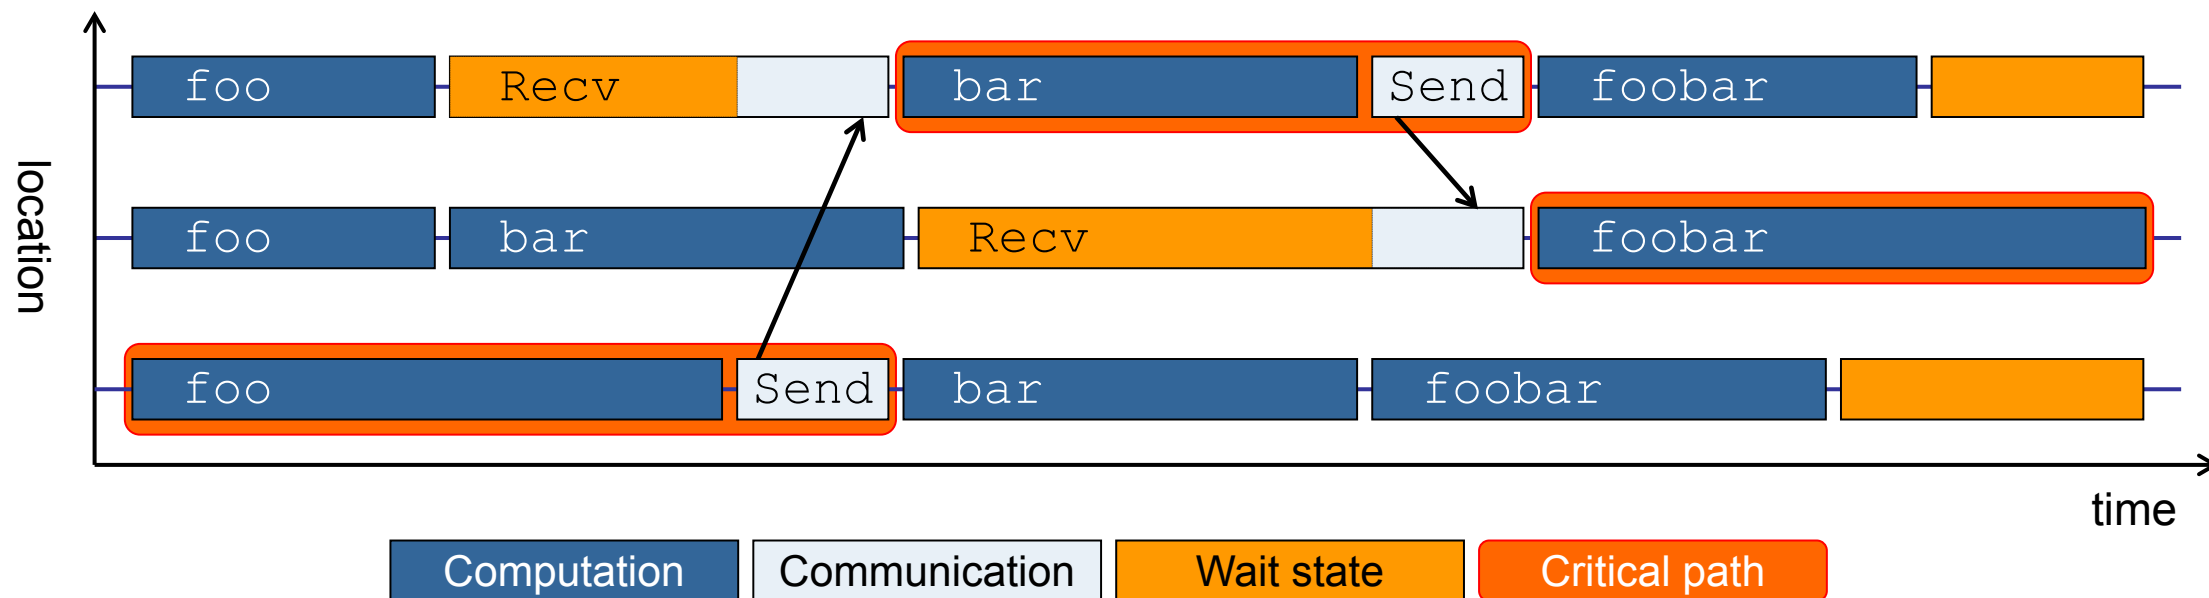 foo Recv bar Send foobar
location
foo bar Recv foobar
foo Send bar foobar
time
Computation Communication Wait state Critical path